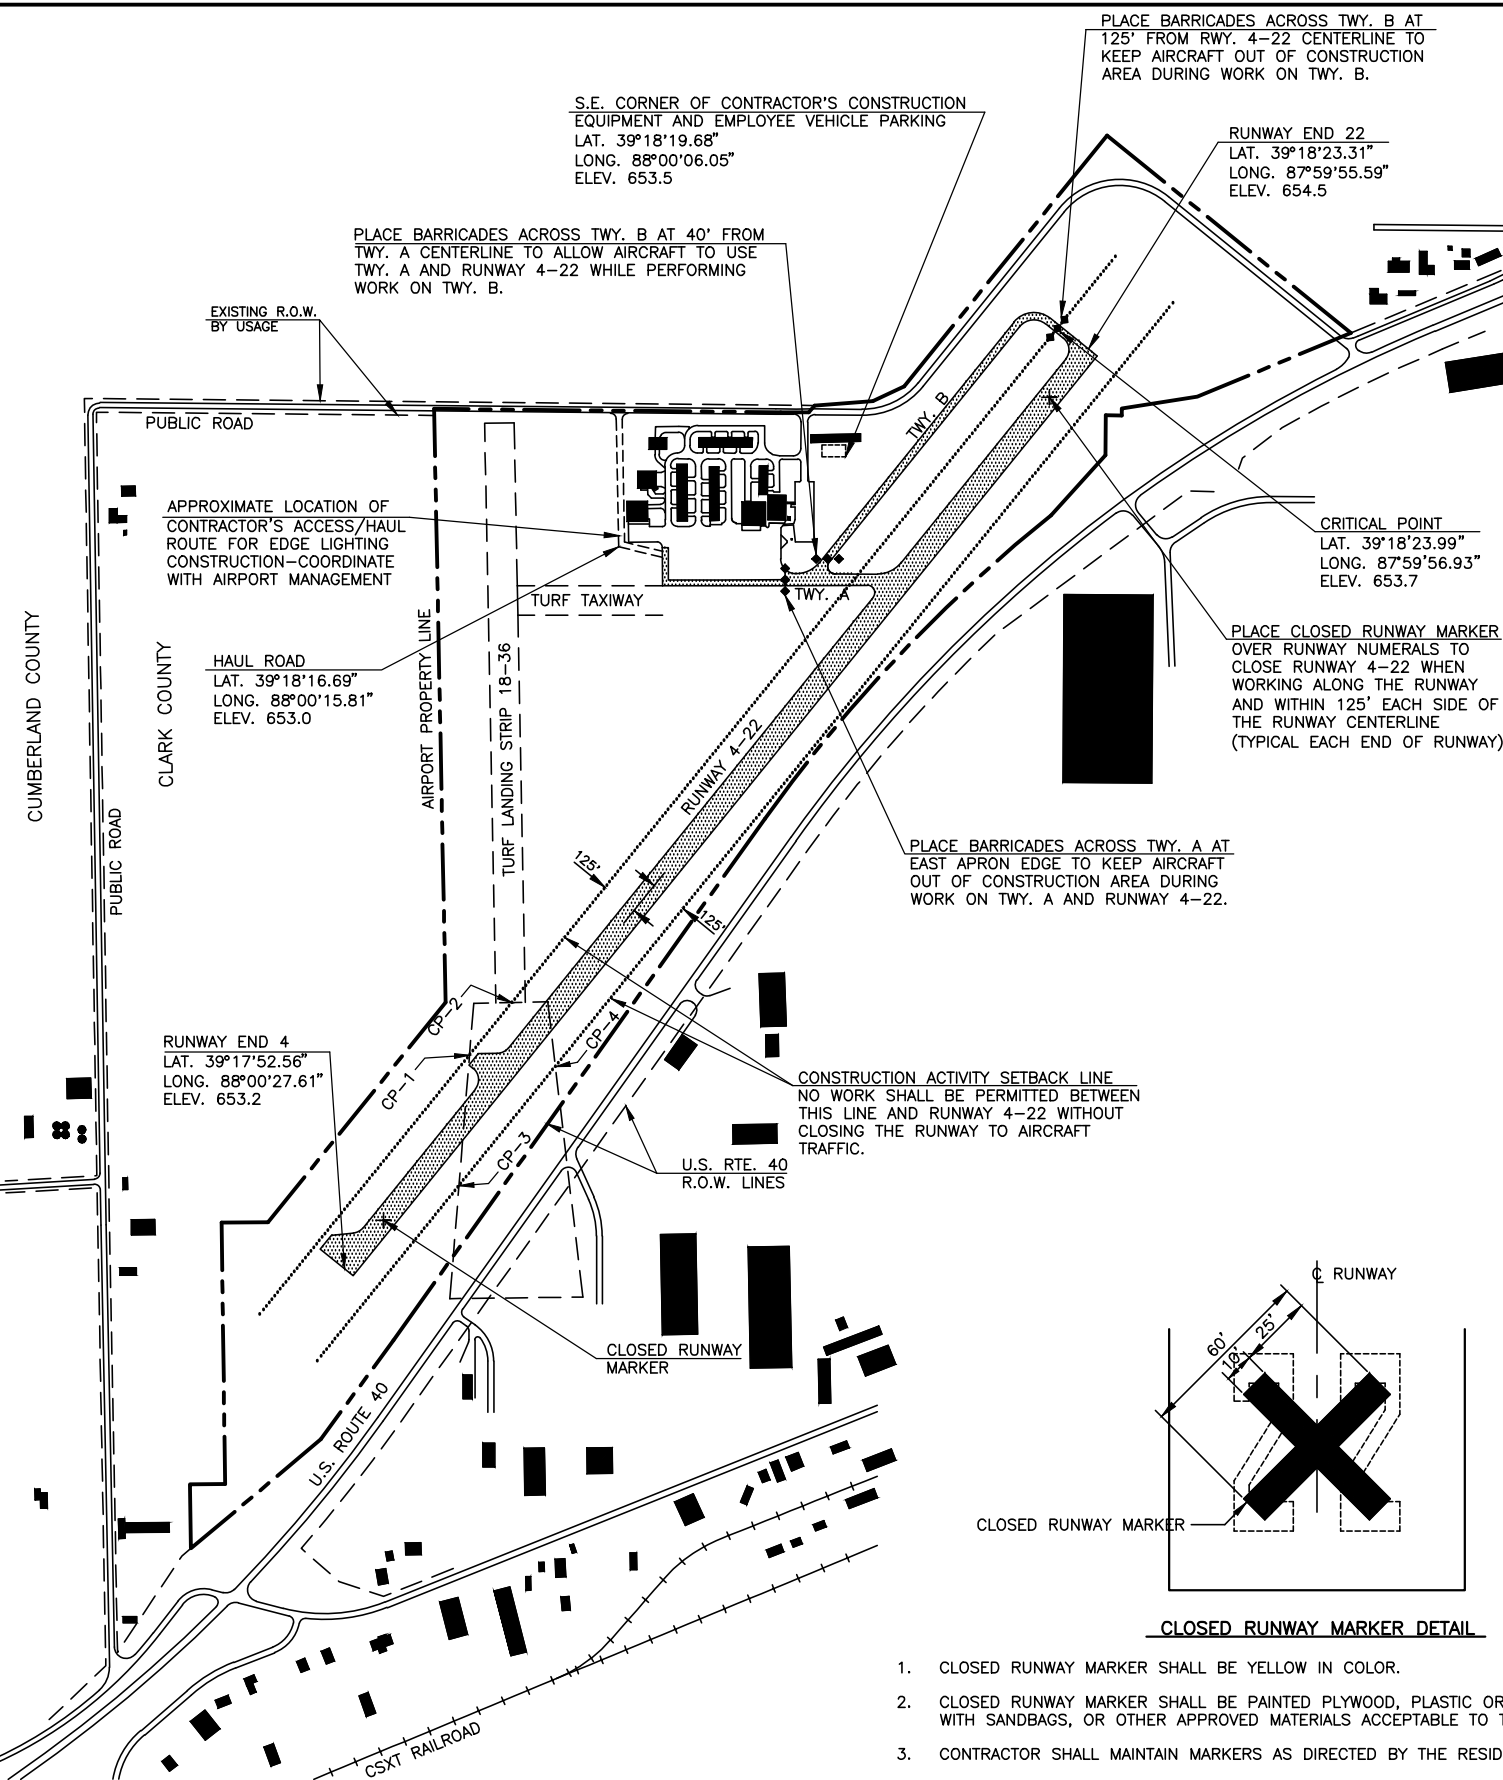 PLACE BARRICADES ACROSS TWY. B AT
125' FROM RWY. 4-22 CENTERLINE TO
KEEP AIRCRAFT OUT OF CONSTRUCTION
AREA DURING WORK ON TWY. B.
S.E. CORNER OF CONTRACTOR'S CONSTRUCTION
EQUIPMENT AND EMPLOYEE VEHICLE PARKING
LAT. 39°18'19.68"
LONG. 88°00'06.05"
ELEV. 653.5
RUNWAY END 22
LAT. 39°18'23.31"
LONG. 87°59'55.59"
ELEV. 654.5
PLACE BARRICADES ACROSS TWY. B AT 40' FROM
TWY. A CENTERLINE TO ALLOW AIRCRAFT TO USE
TWY. A AND RUNWAY 4-22 WHILE PERFORMING
WORK ON TWY. B.
EXISTING R.O.W.
BY USAGE
PUBLIC ROAD
TWY. B
APPROXIMATE LOCATION OF
CONTRACTOR'S ACCESS/HAUL
ROUTE FOR EDGE LIGHTING
CONSTRUCTION-COORDINATE
WITH AIRPORT MANAGEMENT
CRITICAL POINT
LAT. 39°18'23.99"
LONG. 87°59'56.93"
ELEV. 653.7
TURF TAXIWAY
TWY. A
CUMBERLAND COUNTY
CLARK COUNTY
HAUL ROAD
LAT. 39°18'16.69"
LONG. 88°00'15.81"
ELEV. 653.0
AIRPORT PROPERTY LINE
TURF LANDING STRIP 18-36
PLACE CLOSED RUNWAY MARKER
OVER RUNWAY NUMERALS TO
CLOSE RUNWAY 4-22 WHEN
WORKING ALONG THE RUNWAY
AND WITHIN 125' EACH SIDE OF
THE RUNWAY CENTERLINE
(TYPICAL EACH END OF RUNWAY)
RUNWAY 4-22
PUBLIC ROAD
PLACE BARRICADES ACROSS TWY. A AT
EAST APRON EDGE TO KEEP AIRCRAFT
OUT OF CONSTRUCTION AREA DURING
WORK ON TWY. A AND RUNWAY 4-22.
125'
125'
CP-2
CP-4
RUNWAY END 4
LAT. 39°17'52.56"
LONG. 88°00'27.61"
ELEV. 653.2
CP-1
CP-3
CONSTRUCTION ACTIVITY SETBACK LINE
NO WORK SHALL BE PERMITTED BETWEEN
THIS LINE AND RUNWAY 4-22 WITHOUT
CLOSING THE RUNWAY TO AIRCRAFT
TRAFFIC.
U.S. RTE. 40
R.O.W. LINES
CLOSED RUNWAY
MARKER
U.S. ROUTE 40
CSXT RAILROAD
℄ RUNWAY
60'
25'
10'
CLOSED RUNWAY MARKER
CLOSED RUNWAY MARKER DETAIL
1. CLOSED RUNWAY MARKER SHALL BE YELLOW IN COLOR.
2. CLOSED RUNWAY MARKER SHALL BE PAINTED PLYWOOD, PLASTIC OR
WITH SANDBAGS, OR OTHER APPROVED MATERIALS ACCEPTABLE TO
3. CONTRACTOR SHALL MAINTAIN MARKERS AS DIRECTED BY THE RESID